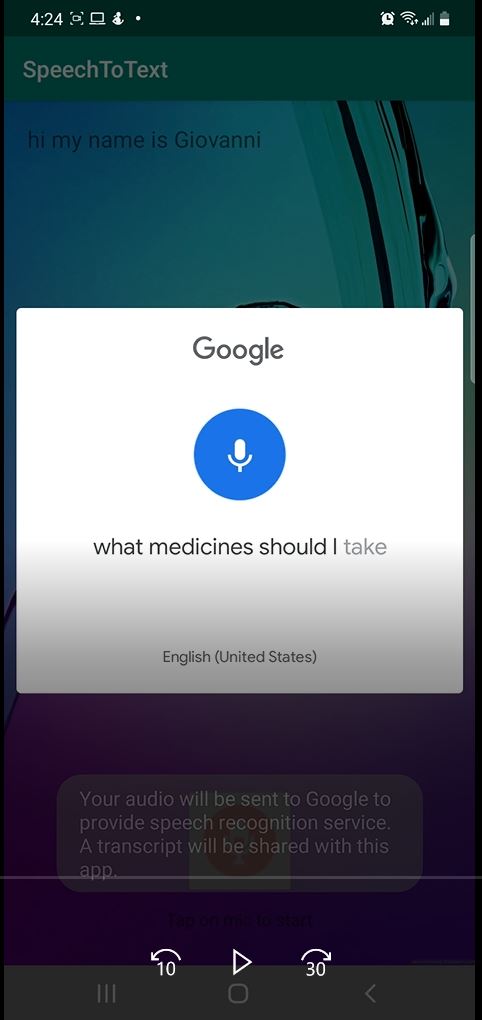 4:24
SpeechToText
hi my name is Giovanni
Google
what medicines should I take
English (United States)
Your audio will be sent to Google to
provide speech recognition service.
A transcript will be shared with this
app.
Tap on mic to start
10
30